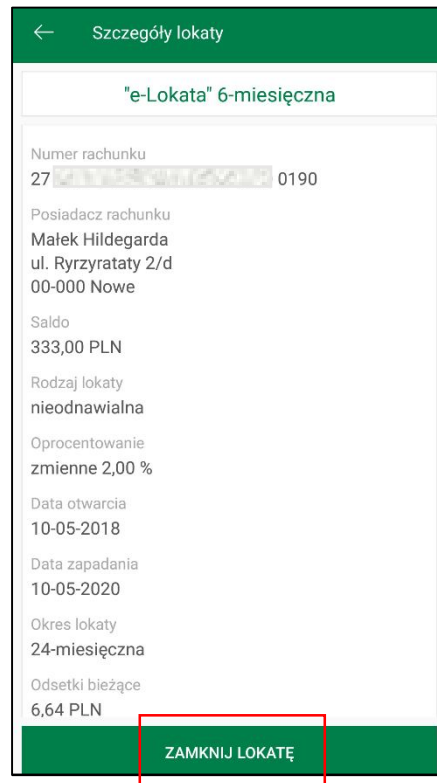 Szczegóły lokaty
"e-Lokata" 6-miesięczna
Numer rachunku
27 0190
Posiadacz rachunku
Małek Hildegarda
ul. Ryrzyrataty 2/d
00-000 Nowe
Saldo
333,00 PLN
Rodzaj lokaty
nieodnawialna
Oprocentowanie
zmienne 2,00 %
Data otwarcia
10-05-2018
Data zapadania
10-05-2020
Okres lokaty
24-miesięczna
Odsetki bieżące
6,64 PLN
ZAMKNIJ LOKATĘ